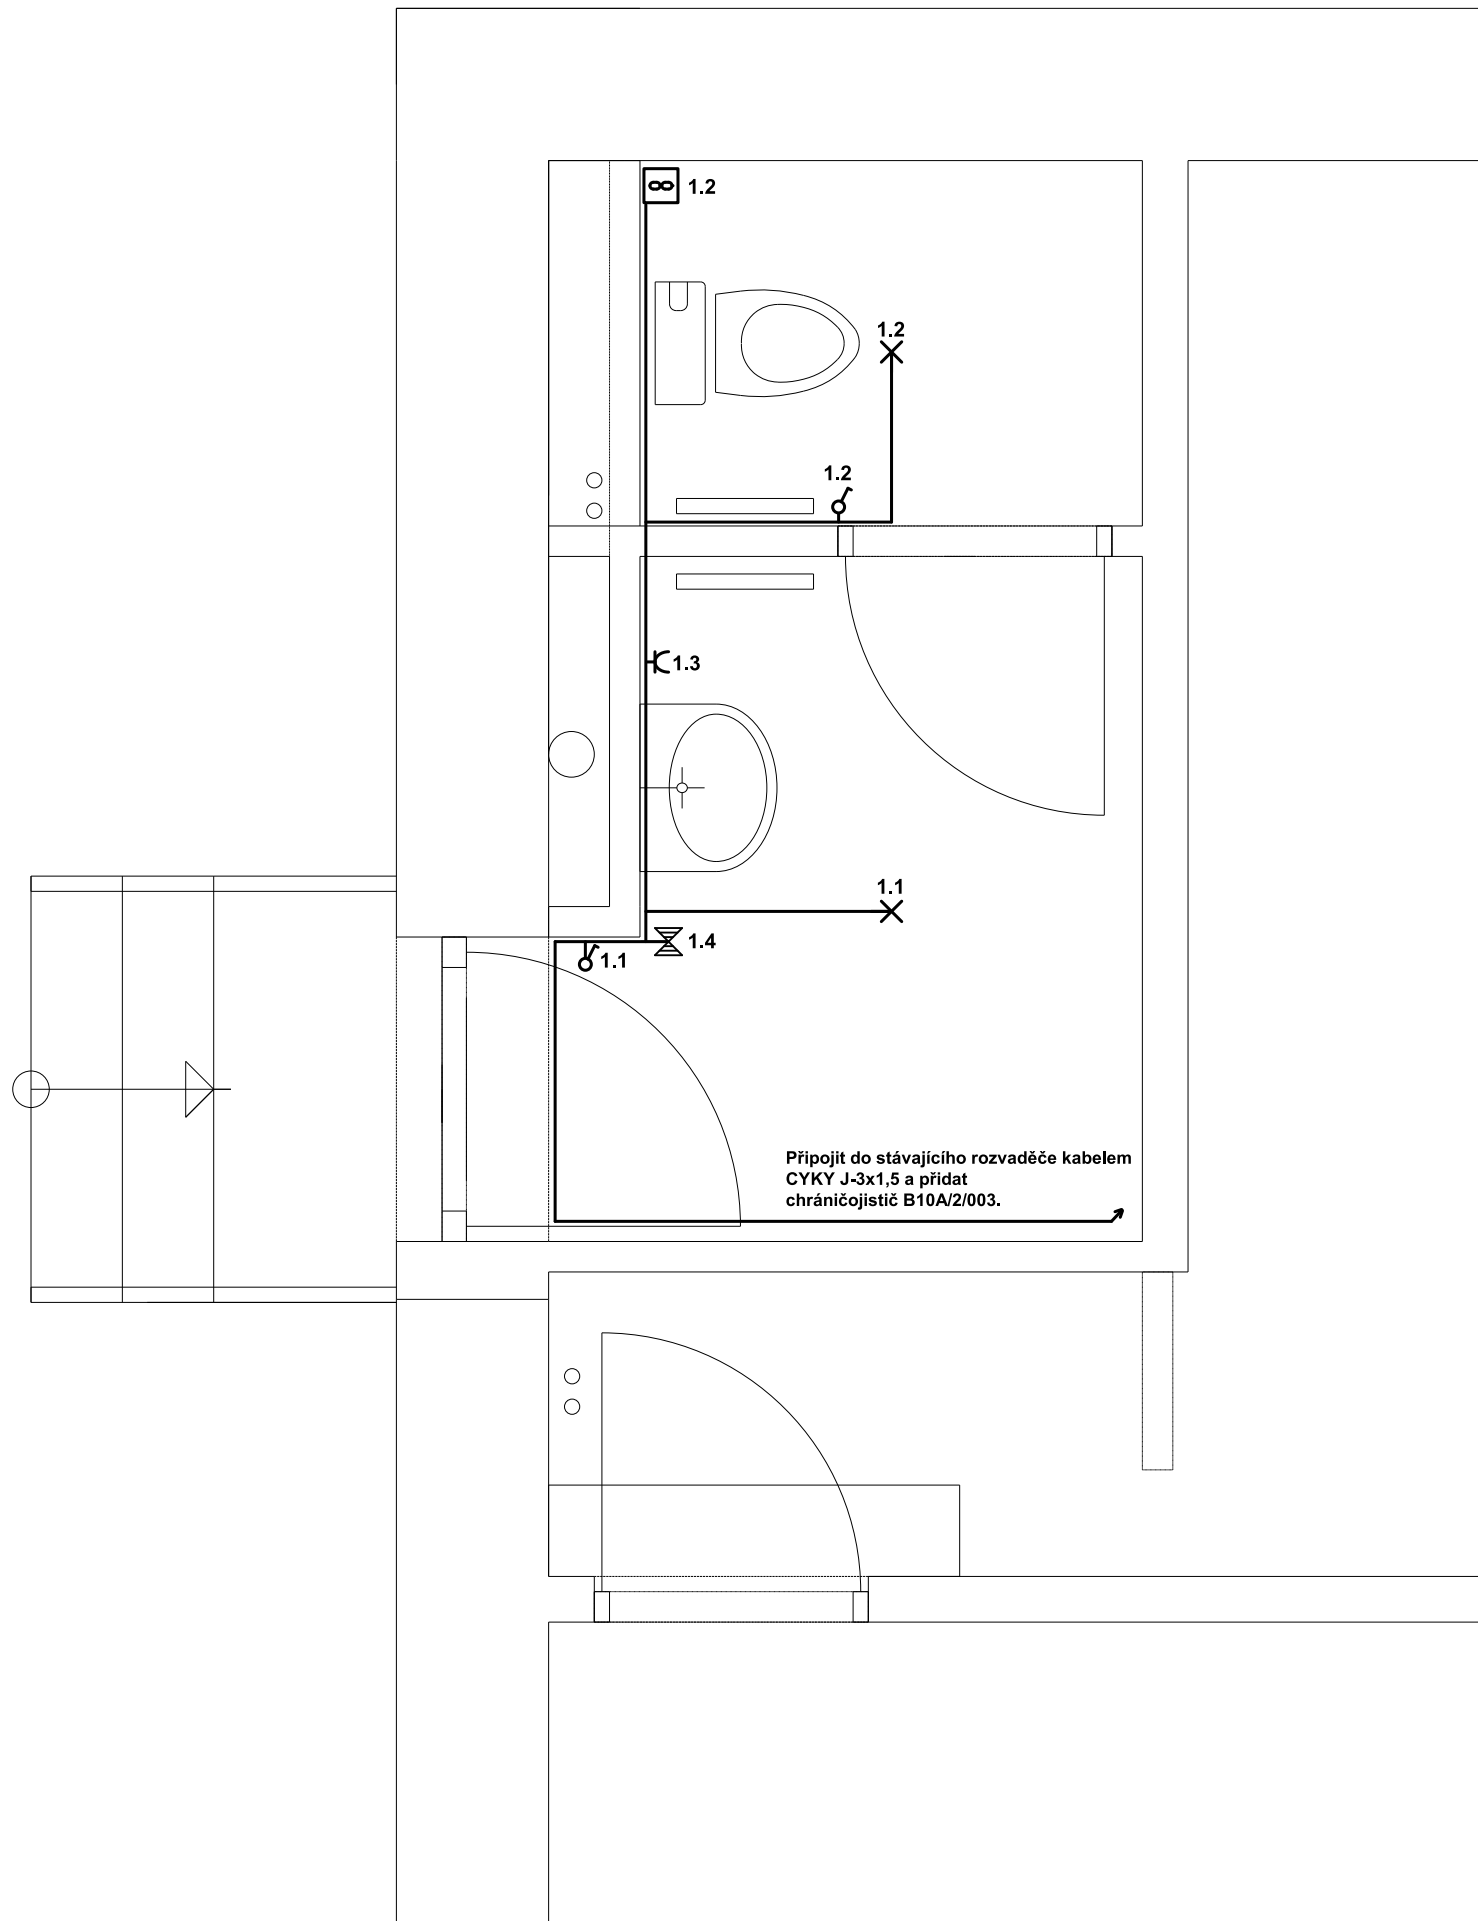 1.2
1.2
1.2
1.3
1.1
1.4
1.1
Připojit do stávajícího rozvaděče kabelem
CYKY J-3x1,5 a přidat
chráničojistič B10A/2/003.